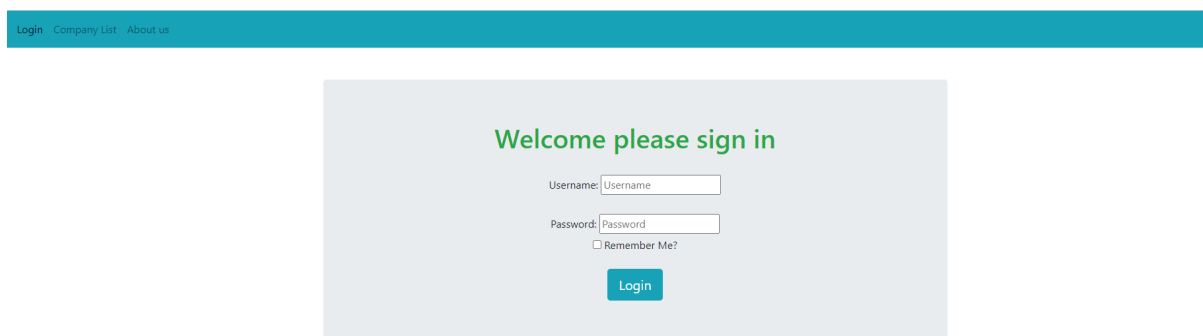 Login Company List About us
Welcome please sign in
Username: Username
Password: Password
Remember Me?
Login